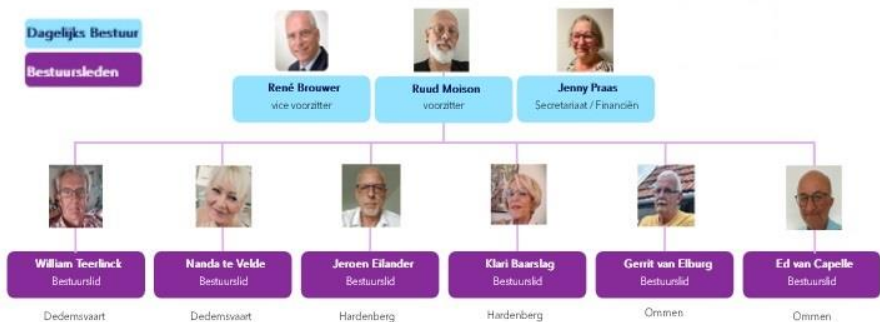 Dagelijks Bestuur
Bestuursleden
René Brouwer
vice voorzitter
Ruud Moison
voorzitter
Jenny Praas
Secretariaat / Financiën
William Teerlinck
Bestuurslid
Dedemsvaart
Nanda te Velde
Bestuurslid
Dedemsvaart
Jeroen Eilander
Bestuurslid
Hardenberg
Klari Baarslag
Bestuurslid
Hardenberg
Gerrit van Elburg
Bestuurslid
Ommen
Ed van Capelle
Bestuurslid
Ommen